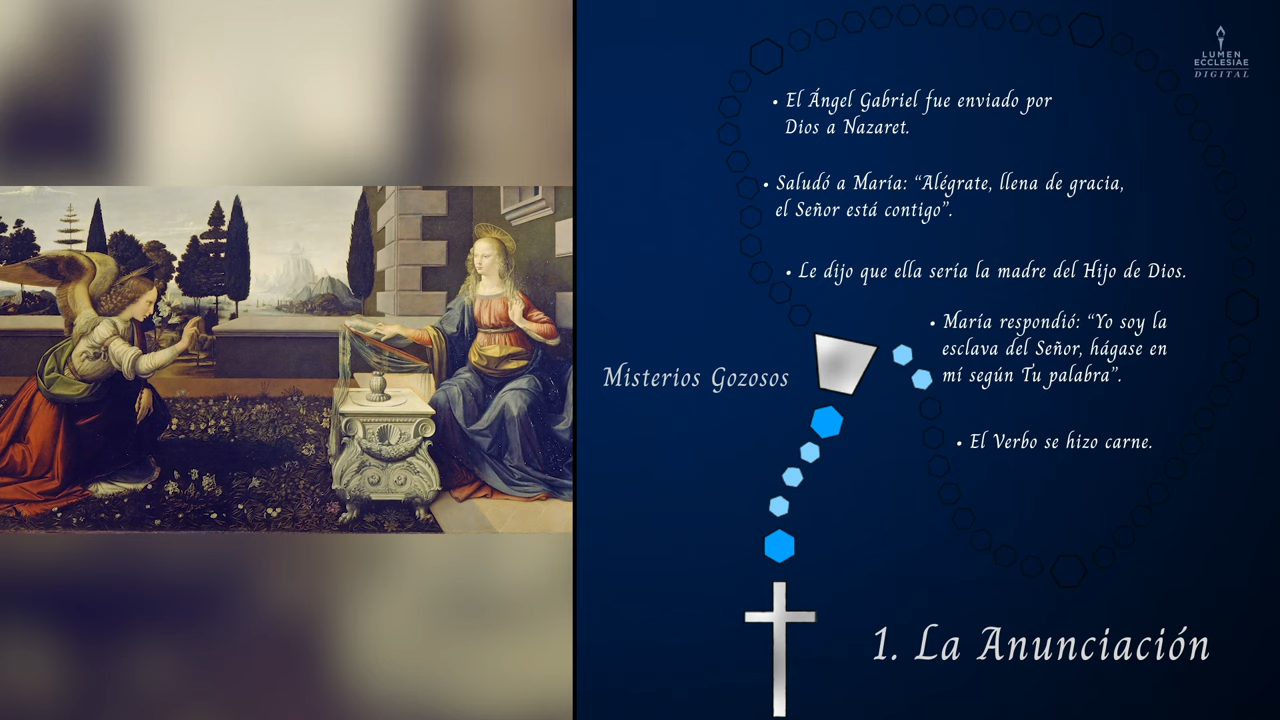 LUMEN
ECCLESIAE
DIGITAL
• El Ángel Gabriel fue enviado por
Dios a Nazaret.
• Saludó a María: “Alégrate, llena de gracia,
el Señor está contigo”.
• Le dijo que ella sería la madre del Hijo de Dios.
• María respondió: “Yo soy la
esclava del Señor, hágase en
mí según Tu palabra”.
Misterios Gozosos
• El Verbo se hizo carne.
1. La Anunciación